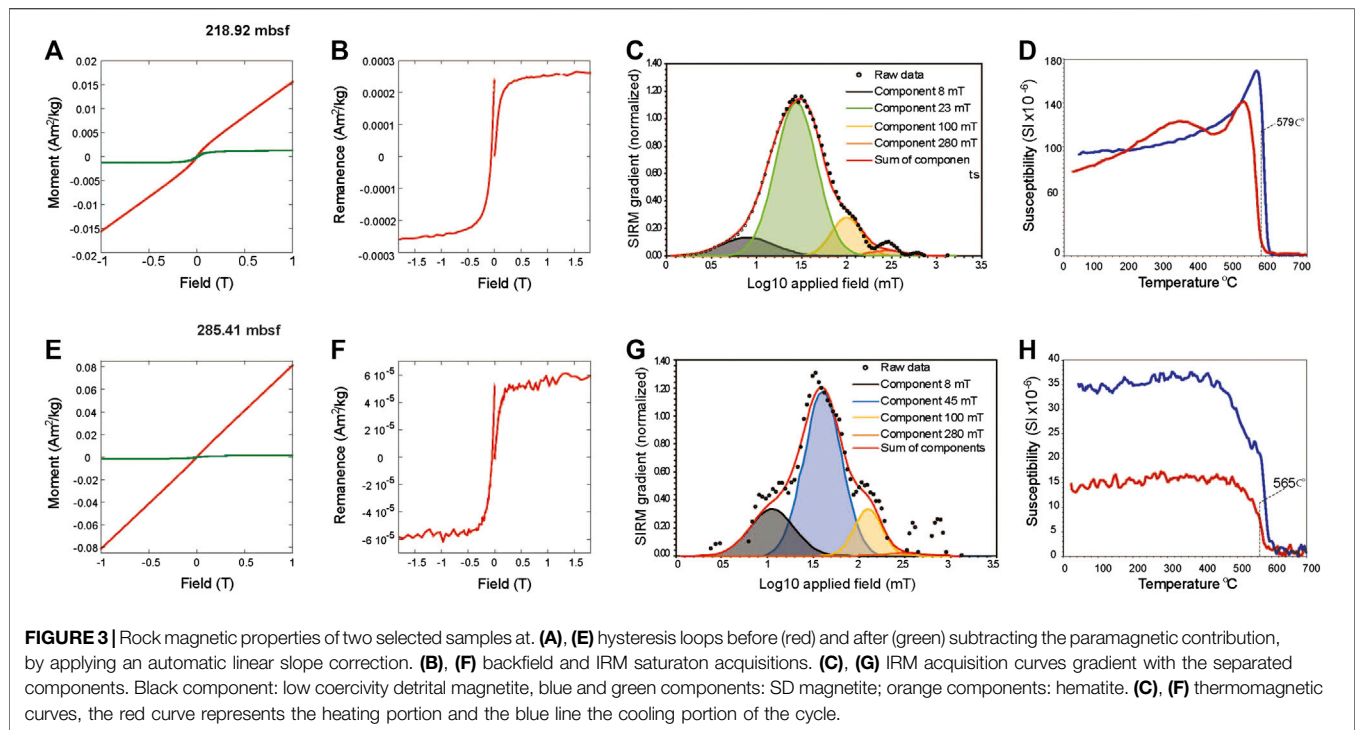 218.92 mbsf
A
Moment (Am²/kg)
0.02
0.015
0.01
0.005
0
-0.005
-0.01
-0.015
-0.02
-1
-0.5
0
0.5
1
Field (T)
B
Remanence (Am²/kg)
0.0003
0.0002
0.0001
0
-0.0001
-0.0002
-0.0003
-1.5
-1
-0.5
0
0.5
1
1.5
Field (T)
C
SIRM gradient (normalized)
1.40
1.20
1.00
0.80
0.60
0.40
0.20
0.00
0
0.5
1
1.5
2
2.5
3
3.5
Log10 applied field (mT)
Raw data
Component 8 mT
Component 23 mT
Component 100 mT
Component 280 mT
Sum of componen
ts
D
Susceptibility (SI x10⁻⁶)
180
140
100
60
0
0
100
200
300
400
500
600
700
579C°
Temperature °C
285.41 mbsf
E
Moment (Am²/kg)
0.08
0.06
0.04
0.02
0
-0.02
-0.04
-0.06
-0.08
-1
-0.5
0
0.5
1
Field (T)
F
Remanence (Am²/kg)
6 10⁻⁵
4 10⁻⁵
2 10⁻⁵
0
-2 10⁻⁵
-4 10⁻⁵
-6 10⁻⁵
-1.5
-1
-0.5
0
0.5
1
1.5
Field (T)
G
SIRM gradient (normalized)
1.40
1.20
1.00
0.80
0.60
0.40
0.20
0.00
0
0.5
1
1.5
2
2.5
3
3.5
Log10 applied field (mT)
Raw data
Component 8 mT
Component 45 mT
Component 100 mT
Component 280 mT
Sum of components
H
Susceptibility (SI x10⁻⁶)
40
35
30
25
20
15
10
5
0
0
100
200
300
400
500
600
700
565C°
Temperature °C
FIGURE 3 | Rock magnetic properties of two selected samples at. (A), (E) hysteresis loops before (red) and after (green) subtracting the paramagnetic contribution,
by applying an automatic linear slope correction. (B), (F) backfield and IRM saturaton acquisitions. (C), (G) IRM acquisition curves gradient with the separated
components. Black component: low coercivity detrital magnetite, blue and green components: SD magnetite; orange components: hematite. (C), (F) thermomagnetic
curves, the red curve represents the heating portion and the blue line the cooling portion of the cycle.